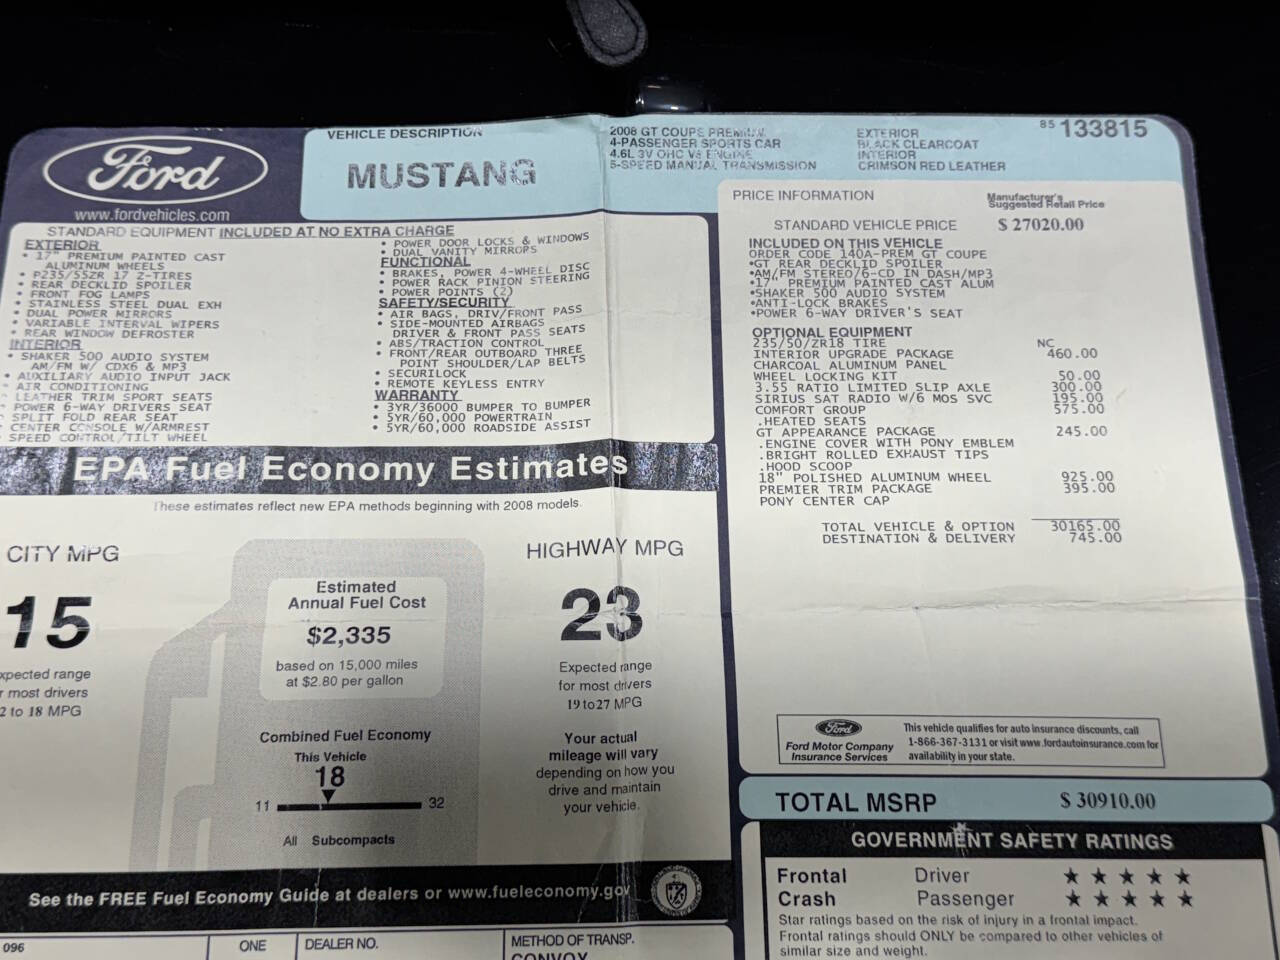 Ford
www.fordvehicles.com
VEHICLE DESCRIPTION
MUSTANG
2008 GT COUPE PREMIUM
4-PASSENGER SPORTS CAR
4.6L 3V OHC V8 ENGINE
5-SPEED MANUAL TRANSMISSION
EXTERIOR
BLACK CLEARCOAT
INTERIOR
CRIMSON RED LEATHER
85 133815
STANDARD EQUIPMENT INCLUDED AT NO EXTRA CHARGE
EXTERIOR
• 17" PREMIUM PAINTED CAST
ALUMINUM WHEELS
• P235/55ZR 17 Z-TIRES
• REAR DECKLID SPOILER
• FRONT FOG LAMPS
• STAINLESS STEEL DUAL EXH
• DUAL POWER MIRRORS
• VARIABLE INTERVAL WIPERS
• REAR WINDOW DEFROSTER
INTERIOR
• SHAKER 500 AUDIO SYSTEM
AM/FM W/ CDX6 & MP3
• AUXILIARY AUDIO INPUT JACK
• AIR CONDITIONING
• LEATHER TRIM SPORT SEATS
• POWER 6-WAY DRIVERS SEAT
• SPLIT FOLD REAR SEAT
• CENTER CONSOLE W/ARMREST
• SPEED CONTROL/TILT WHEEL
• POWER DOOR LOCKS & WINDOWS
• DUAL VANITY MIRRORS
FUNCTIONAL
• BRAKES, POWER 4-WHEEL DISC
• POWER RACK PINION STEERING
• POWER POINTS (2)
SAFETY/SECURITY
• AIR BAGS, DRIV/FRONT PASS
• SIDE-MOUNTED AIRBAGS
DRIVER & FRONT PASS SEATS
• ABS/TRACTION CONTROL
• FRONT/REAR OUTBOARD THREE
POINT SHOULDER/LAP BELTS
• SECURILOCK
• REMOTE KEYLESS ENTRY
WARRANTY
• 3YR/36000 BUMPER TO BUMPER
• 5YR/60,000 POWERTRAIN
• 5YR/60,000 ROADSIDE ASSIST
PRICE INFORMATION
Manufacturer's
Suggested Retail Price
STANDARD VEHICLE PRICE $ 27020.00
INCLUDED ON THIS VEHICLE
ORDER CODE 140A-PREM GT COUPE
•GT REAR DECKLID SPOILER
•AM/FM STEREO/6-CD IN DASH/MP3
•17" PREMIUM PAINTED CAST ALUM
•SHAKER 500 AUDIO SYSTEM
•ANTI-LOCK BRAKES
•POWER 6-WAY DRIVER'S SEAT
OPTIONAL EQUIPMENT
235/50/ZR18 TIRE NC
INTERIOR UPGRADE PACKAGE 460.00
CHARCOAL ALUMINUM PANEL
WHEEL LOCKING KIT 50.00
3.55 RATIO LIMITED SLIP AXLE 300.00
SIRIUS SAT RADIO W/6 MOS SVC 195.00
COMFORT GROUP 575.00
.HEATED SEATS
GT APPEARANCE PACKAGE 245.00
.ENGINE COVER WITH PONY EMBLEM
.BRIGHT ROLLED EXHAUST TIPS
.HOOD SCOOP
18" POLISHED ALUMINUM WHEEL 925.00
PREMIER TRIM PACKAGE 395.00
PONY CENTER CAP
TOTAL VEHICLE & OPTION 30165.00
DESTINATION & DELIVERY 745.00
EPA Fuel Economy Estimates
These estimates reflect new EPA methods beginning with 2008 models.
CITY MPG
15
xpected range
r most drivers
2 to 18 MPG
Estimated
Annual Fuel Cost
$2,335
based on 15,000 miles
at $2.80 per gallon
Combined Fuel Economy
This Vehicle
18
11 32
All Subcompacts
HIGHWAY MPG
23
Expected range
for most drivers
19 to 27 MPG
Your actual
mileage will vary
depending on how you
drive and maintain
your vehicle.
See the FREE Fuel Economy Guide at dealers or www.fueleconomy.gov
Ford
Ford Motor Company
Insurance Services
This vehicle qualifies for auto insurance discounts, call
1-866-367-3131 or visit www.fordautoinsurance.com for
availability in your state.
TOTAL MSRP $ 30910.00
GOVERNMENT SAFETY RATINGS
Frontal Driver ★★★★★
Crash Passenger ★★★★★
Star ratings based on the risk of injury in a frontal impact.
Frontal ratings should ONLY be compared to other vehicles of
similar size and weight.
096
ONE
DEALER NO.
METHOD OF TRANSP.
CONVOY